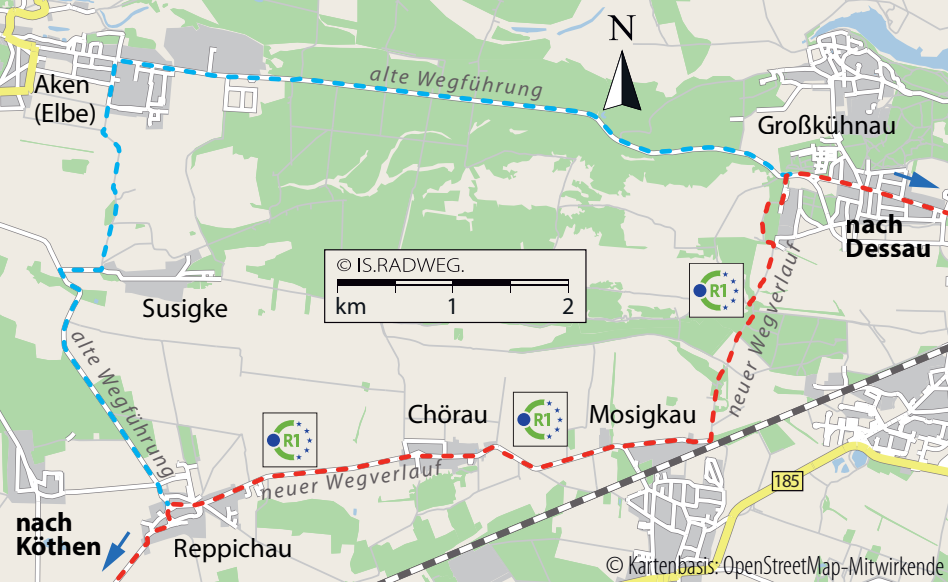 N
Aken
(Elbe)
alte Wegführung
Großkühnau
nach
Dessau
© IS.RADWEG.
km 1 2
R1
Susigke
neuer Wegverlauf
alte Wegführung
Chörau
R1
Mosigkau
R1
neuer Wegverlauf
185
nach
Köthen
Reppichau
© Kartenbasis: OpenStreetMap-Mitwirkende